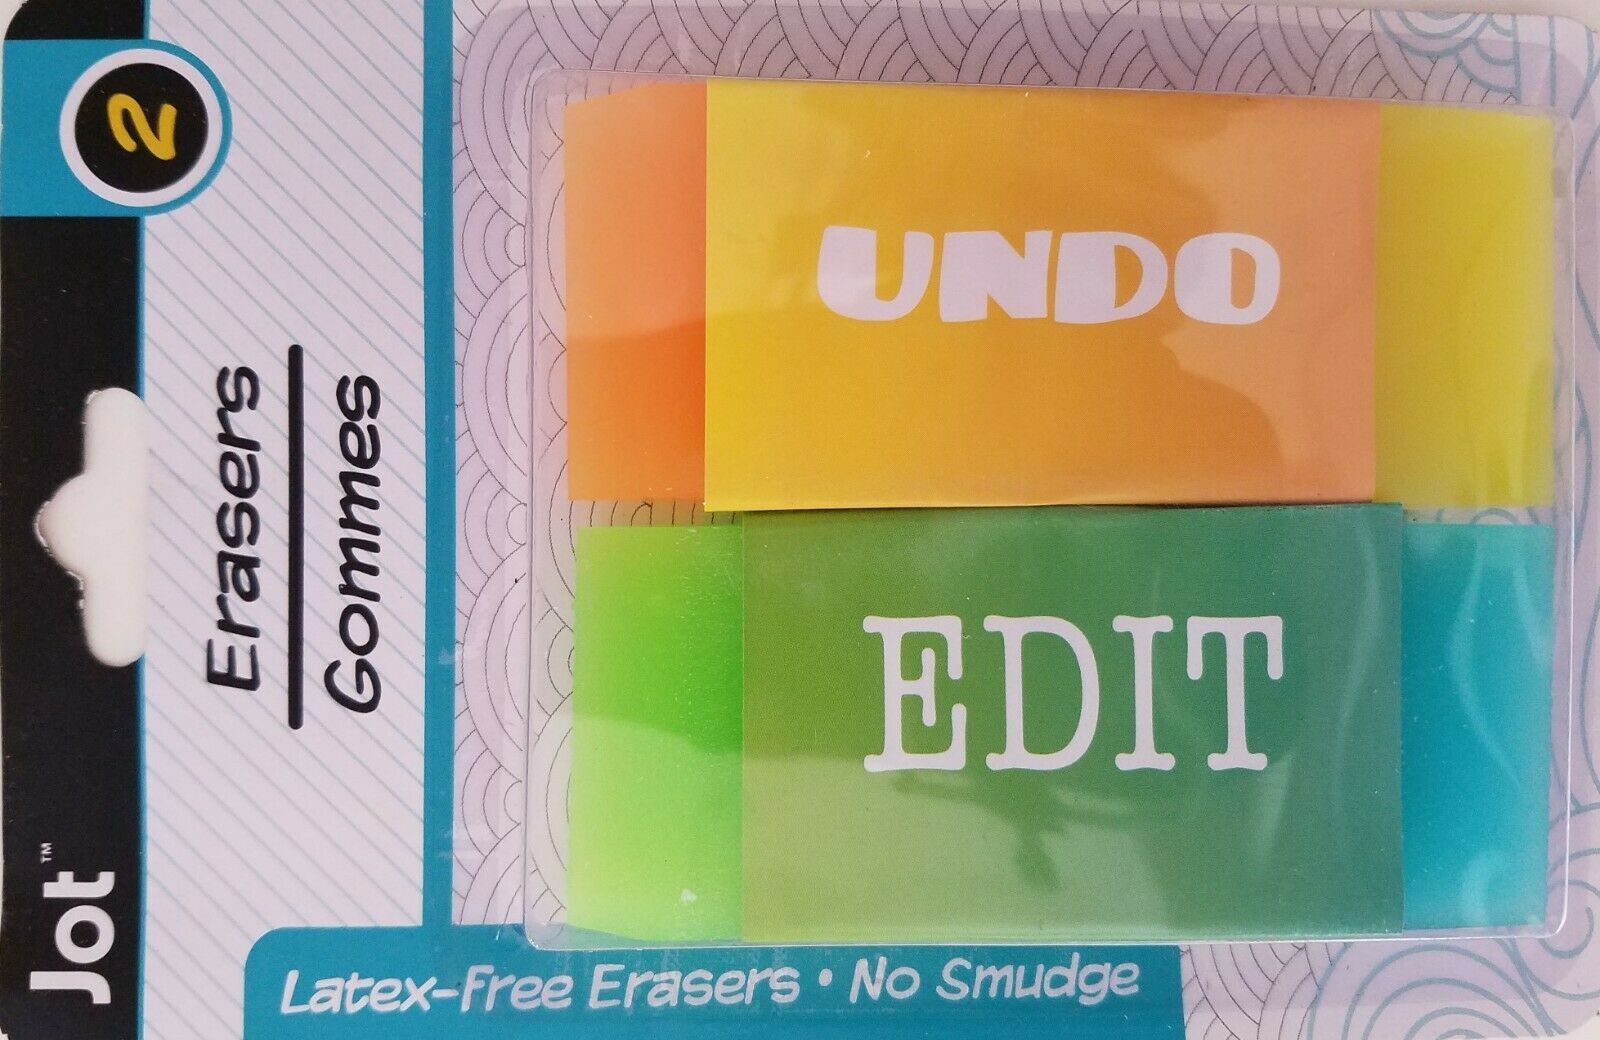 2
Erasers
Gommes
Jot™
UNDO
EDIT
Latex-Free Erasers • No Smudge